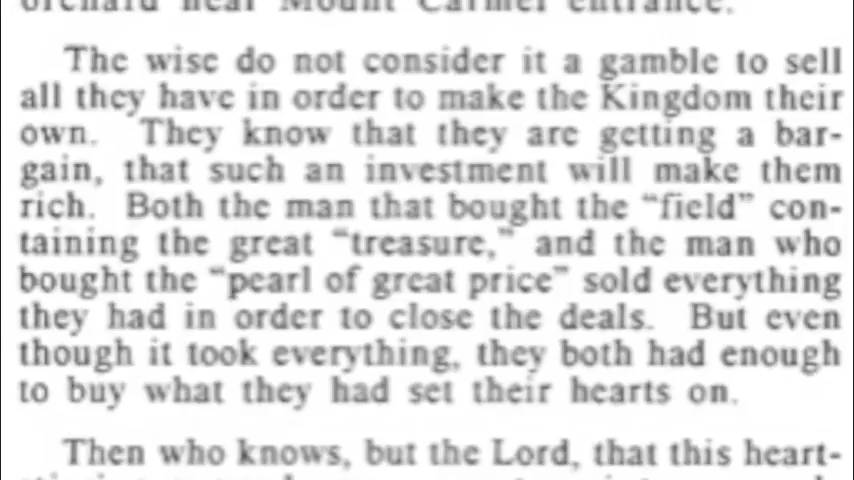 orchard near Mount Carmel entrance.
The wise do not consider it a gamble to sell
all they have in order to make the Kingdom their
own. They know that they are getting a bar-
gain, that such an investment will make them
rich. Both the man that bought the "field" con-
taining the great "treasure," and the man who
bought the "pearl of great price" sold everything
they had in order to close the deals. But even
though it took everything, they both had enough
to buy what they had set their hearts on.
Then who knows, but the Lord, that this heart-